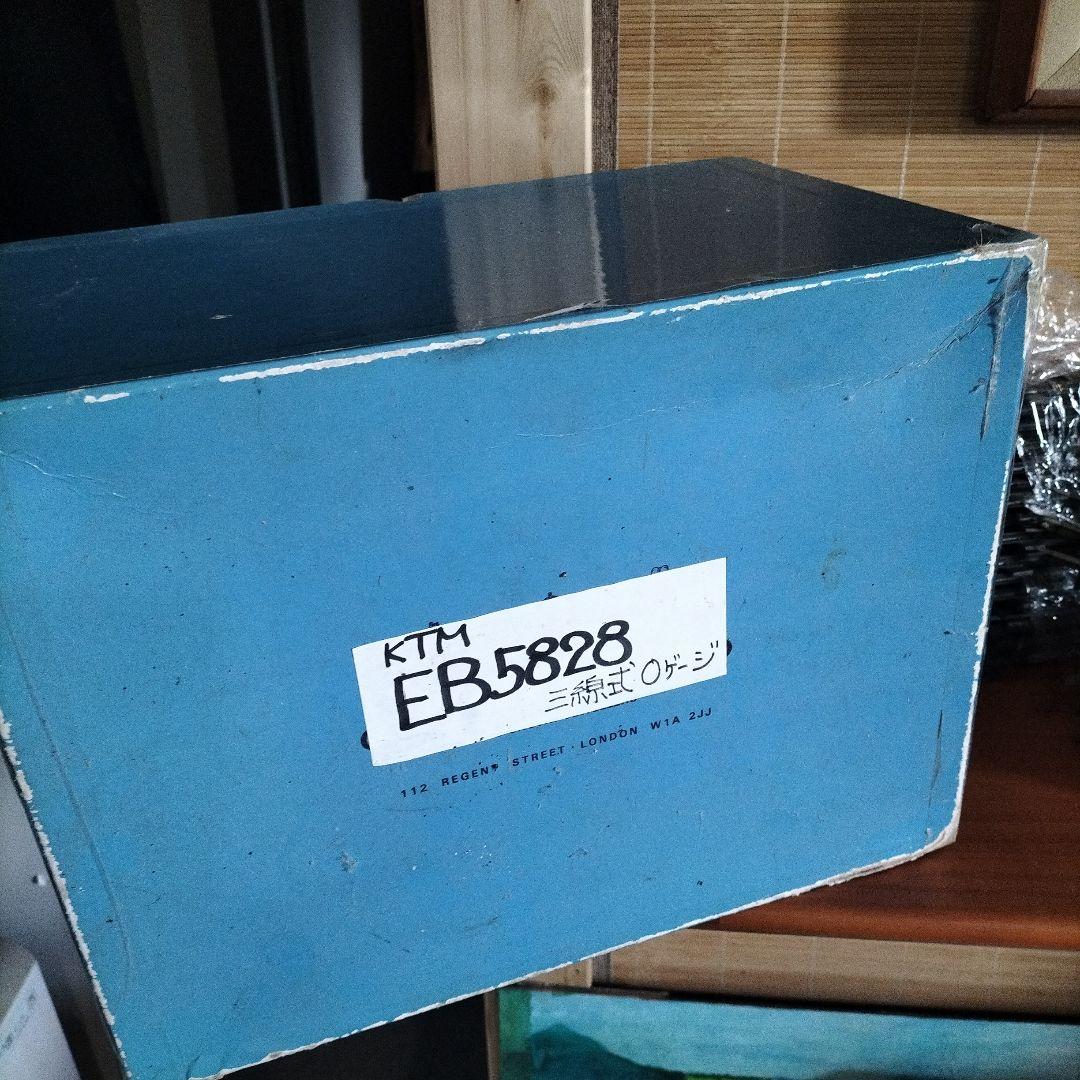 KTM
EB5828
三線式 Oゲージ
112 REGENT STREET · LONDON W1A 2JJ